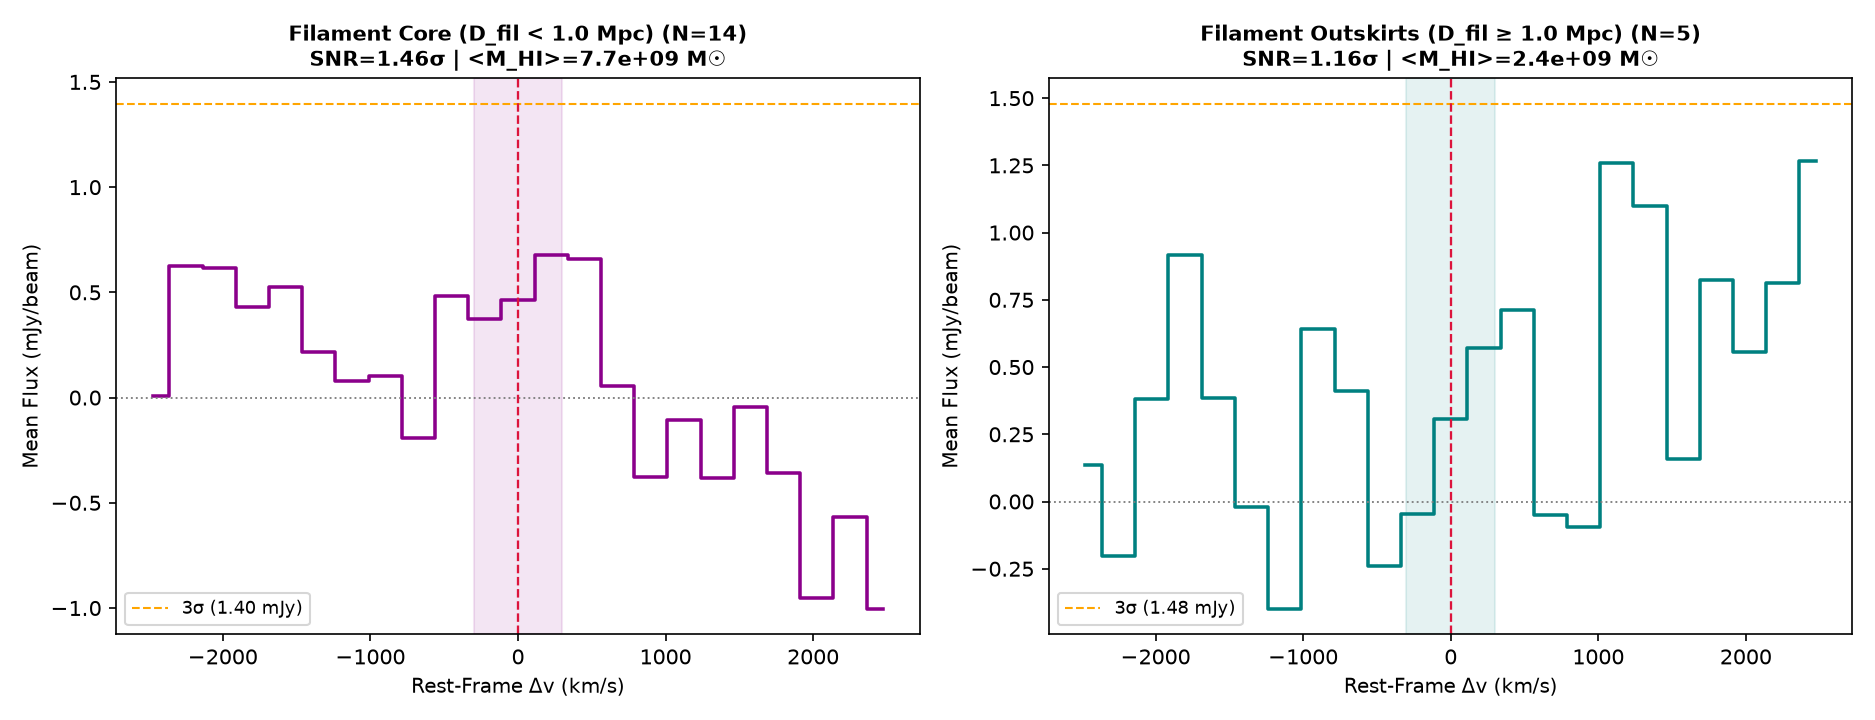 Filament Core (D_fil < 1.0 Mpc) (N=14)
SNR=1.46σ | <M_HI>=7.7e+09 M☉
1.5
1.0
0.5
0.0
−0.5
−1.0
Mean Flux (mJy/beam)
3σ (1.40 mJy)
−2000
−1000
0
1000
2000
Rest-Frame Δv (km/s)
Filament Outskirts (D_fil ≥ 1.0 Mpc) (N=5)
SNR=1.16σ | <M_HI>=2.4e+09 M☉
1.50
1.25
1.00
0.75
0.50
0.25
0.00
−0.25
Mean Flux (mJy/beam)
3σ (1.48 mJy)
−2000
−1000
0
1000
2000
Rest-Frame Δv (km/s)